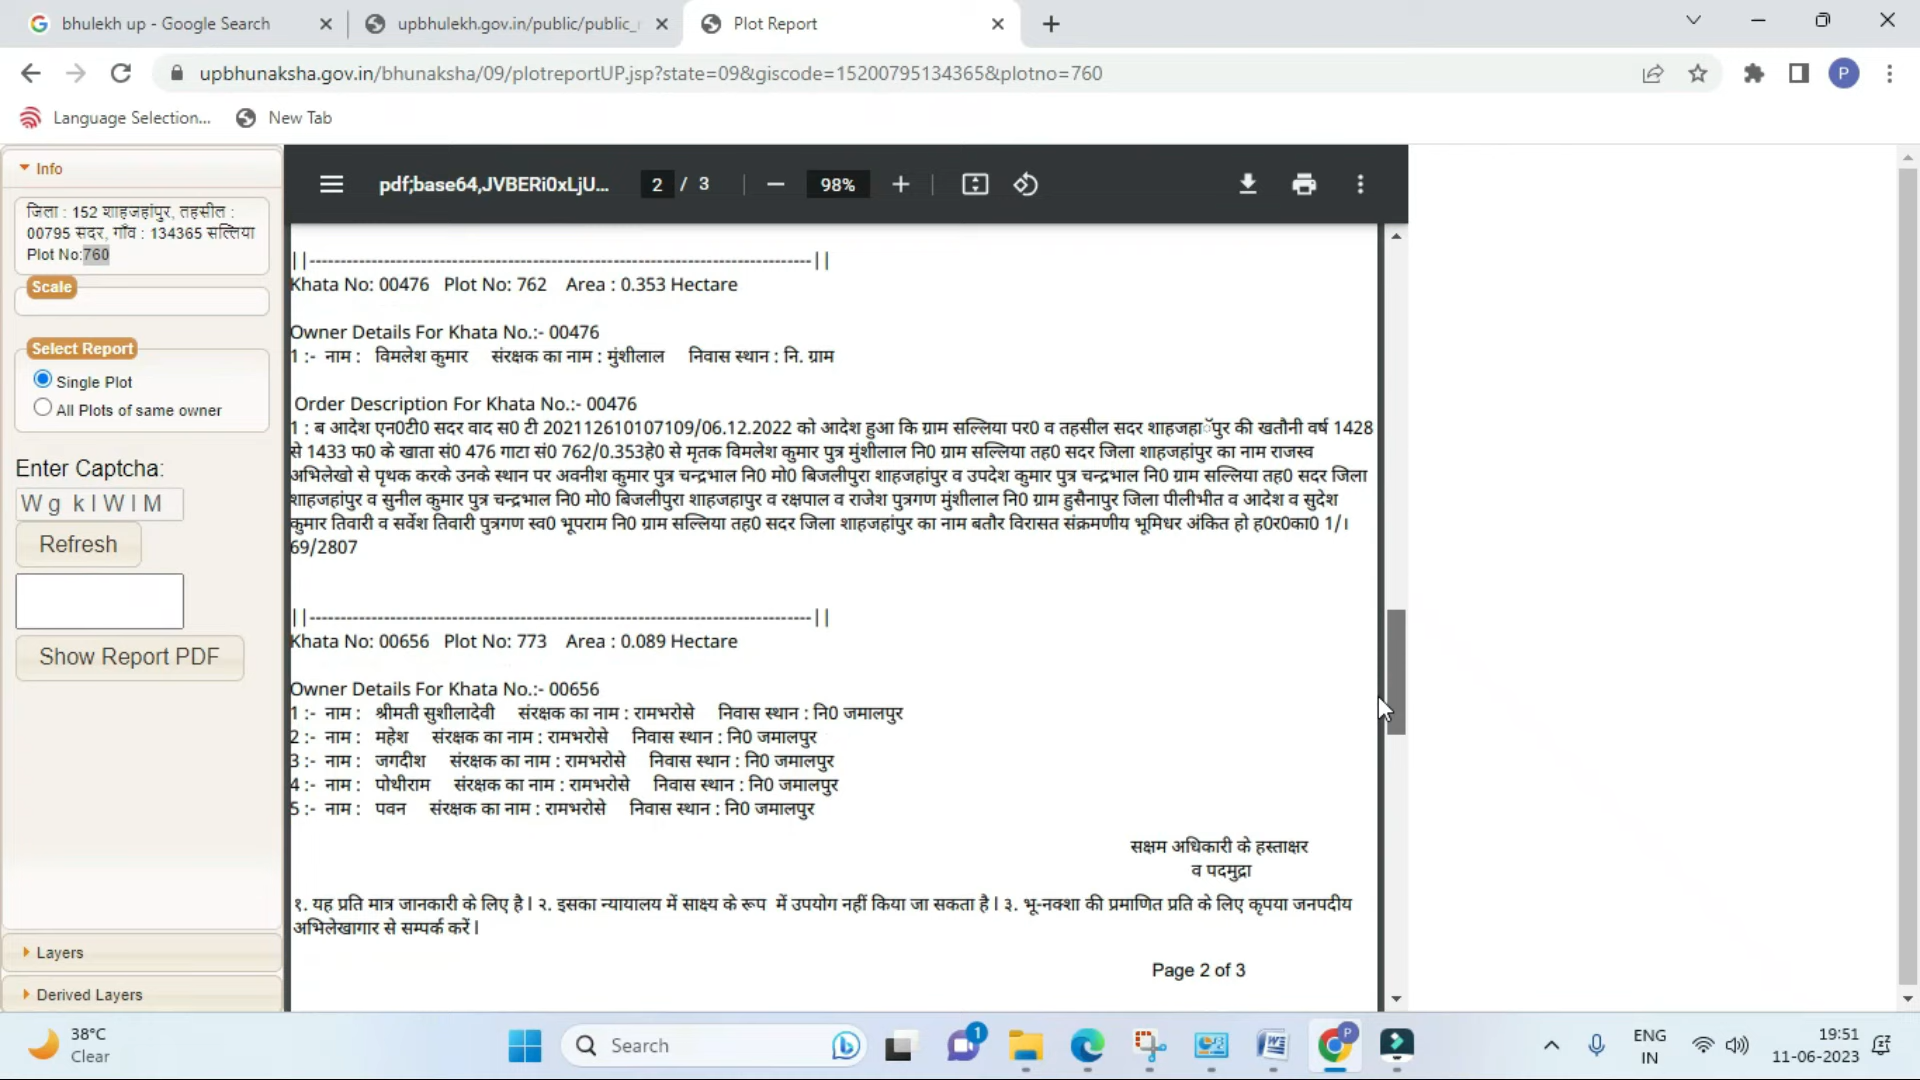 bhulekh up - Google Search
upbhulekh.gov.in/public/public_
Plot Report
upbhunaksha.gov.in/bhunaksha/09/plotreportUP.jsp?state=09&giscode=15200795134365&plotno=760
P
Language Selection...
New Tab
Info
जिला : 152 शाहजहांपुर, तहसील :
00795 सदर, गाँव : 134365 सल्लिया
Plot No:760
Scale
Select Report
Single Plot
All Plots of same owner
Enter Captcha:
W g k l W l M
Refresh
Show Report PDF
Layers
Derived Layers
pdf;base64,JVBERi0xLjU...
2 / 3
98%
||---------------------------------------------------------------------------------||
Khata No: 00476 Plot No: 762 Area : 0.353 Hectare
Owner Details For Khata No.:- 00476
1 :- नाम : विमलेश कुमार संरक्षक का नाम : मुंशीलाल निवास स्थान : नि. ग्राम
Order Description For Khata No.:- 00476
1 : ब आदेश एन0टी0 सदर वाद स0 टी 202112610107109/06.12.2022 को आदेश हुआ कि ग्राम सल्लिया पर0 व तहसील सदर शाहजहाॅपुर की खतौनी वर्ष 1428
से 1433 फ0 के खाता सं0 476 गाटा सं0 762/0.353हे0 से मृतक विमलेश कुमार पुत्र मुंशीलाल नि0 ग्राम सल्लिया तह0 सदर जिला शाहजहांपुर का नाम राजस्व
अभिलेखो से पृथक करके उनके स्थान पर अवनीश कुमार पुत्र चन्द्रभाल नि0 मो0 बिजलीपुरा शाहजहांपुर व उपदेश कुमार पुत्र चन्द्रभाल नि0 ग्राम सल्लिया तह0 सदर जिला
शाहजहांपुर व सुनील कुमार पुत्र चन्द्रभाल नि0 मो0 बिजलीपुरा शाहजहापुर व रक्षपाल व राजेश पुत्रगण मुंशीलाल नि0 ग्राम हुसैनापुर जिला पीलीभीत व आदेश व सुदेश
कुमार तिवारी व सर्वेश तिवारी पुत्रगण स्व0 भूपराम नि0 ग्राम सल्लिया तह0 सदर जिला शाहजहांपुर का नाम बतौर विरासत संक्रमणीय भूमिधर अंकित हो ह0र0का0 1/।
69/2807
||---------------------------------------------------------------------------------||
Khata No: 00656 Plot No: 773 Area : 0.089 Hectare
Owner Details For Khata No.:- 00656
1 :- नाम : श्रीमती सुशीलादेवी संरक्षक का नाम : रामभरोसे निवास स्थान : नि0 जमालपुर
2 :- नाम : महेश संरक्षक का नाम : रामभरोसे निवास स्थान : नि0 जमालपुर
3 :- नाम : जगदीश संरक्षक का नाम : रामभरोसे निवास स्थान : नि0 जमालपुर
4 :- नाम : पोथीराम संरक्षक का नाम : रामभरोसे निवास स्थान : नि0 जमालपुर
5 :- नाम : पवन संरक्षक का नाम : रामभरोसे निवास स्थान : नि0 जमालपुर
सक्षम अधिकारी के हस्ताक्षर
व पदमुद्रा
१. यह प्रति मात्र जानकारी के लिए है l २. इसका न्यायालय में साक्ष्य के रूप में उपयोग नहीं किया जा सकता है l ३. भू-नक्शा की प्रमाणित प्रति के लिए कृपया जनपदीय
अभिलेखागार से सम्पर्क करें l
Page 2 of 3
38°C
Clear
Search
1
P
ENG
IN
19:51
11-06-2023